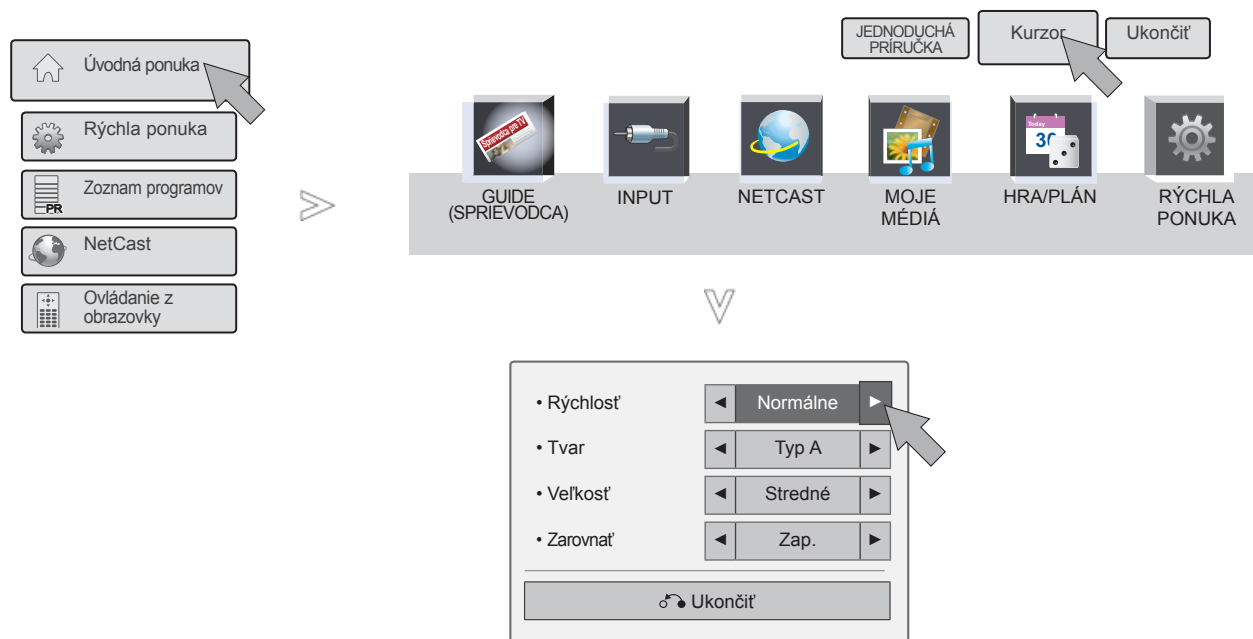 Úvodná ponuka
Rýchla ponuka
Zoznam programov
PR
NetCast
Ovládanie z
obrazovky
JEDNODUCHÁ
PRÍRUČKA
Kurzor
Ukončiť
Sprievodca pre TV
Today
30
GUIDE
(SPRIEVODCA)
INPUT
NETCAST
MOJE
MÉDIÁ
HRA/PLÁN
RÝCHLA
PONUKA
• Rýchlosť
Normálne
• Tvar
Typ A
• Veľkosť
Stredné
• Zarovnať
Zap.
Ukončiť